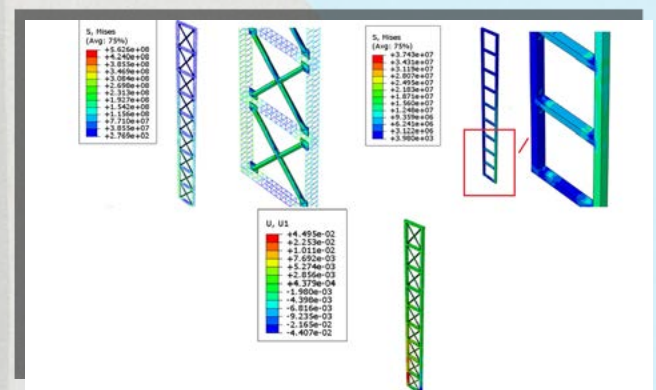 S, Mises
(Avg: 75%)
+5.626e+08
+4.240e+08
+3.855e+08
+3.469e+08
+3.084e+08
+2.698e+08
+2.313e+08
+1.927e+08
+1.542e+08
+1.156e+08
+7.710e+07
+3.855e+07
+2.769e+02
S, Mises
(Avg: 75%)
+3.743e+07
+3.431e+07
+3.119e+07
+2.807e+07
+2.495e+07
+2.183e+07
+1.871e+07
+1.560e+07
+1.248e+07
+9.359e+06
+6.241e+06
+3.122e+06
+3.980e+03
U, U1
+4.495e-02
+2.253e-02
+1.011e-02
+7.692e-03
+5.274e-03
+2.856e-03
+4.379e-04
-1.980e-03
-4.398e-03
-6.816e-03
-9.235e-03
-2.165e-02
-4.407e-02